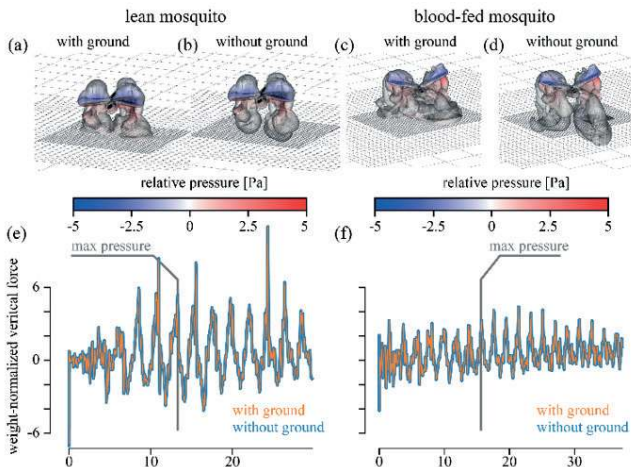 lean mosquito
blood-fed mosquito
(a)
with ground
(b)
without ground
(c)
with ground
(d)
without ground
relative pressure [Pa]
relative pressure [Pa]
-5 -2.5 0 2.5 5
-5 -2.5 0 2.5 5
(e)
max pressure
weight-normalized vertical force
6
0
-6
with ground
without ground
0 10 20
(f)
max pressure
with ground
without ground
0 10 20 30